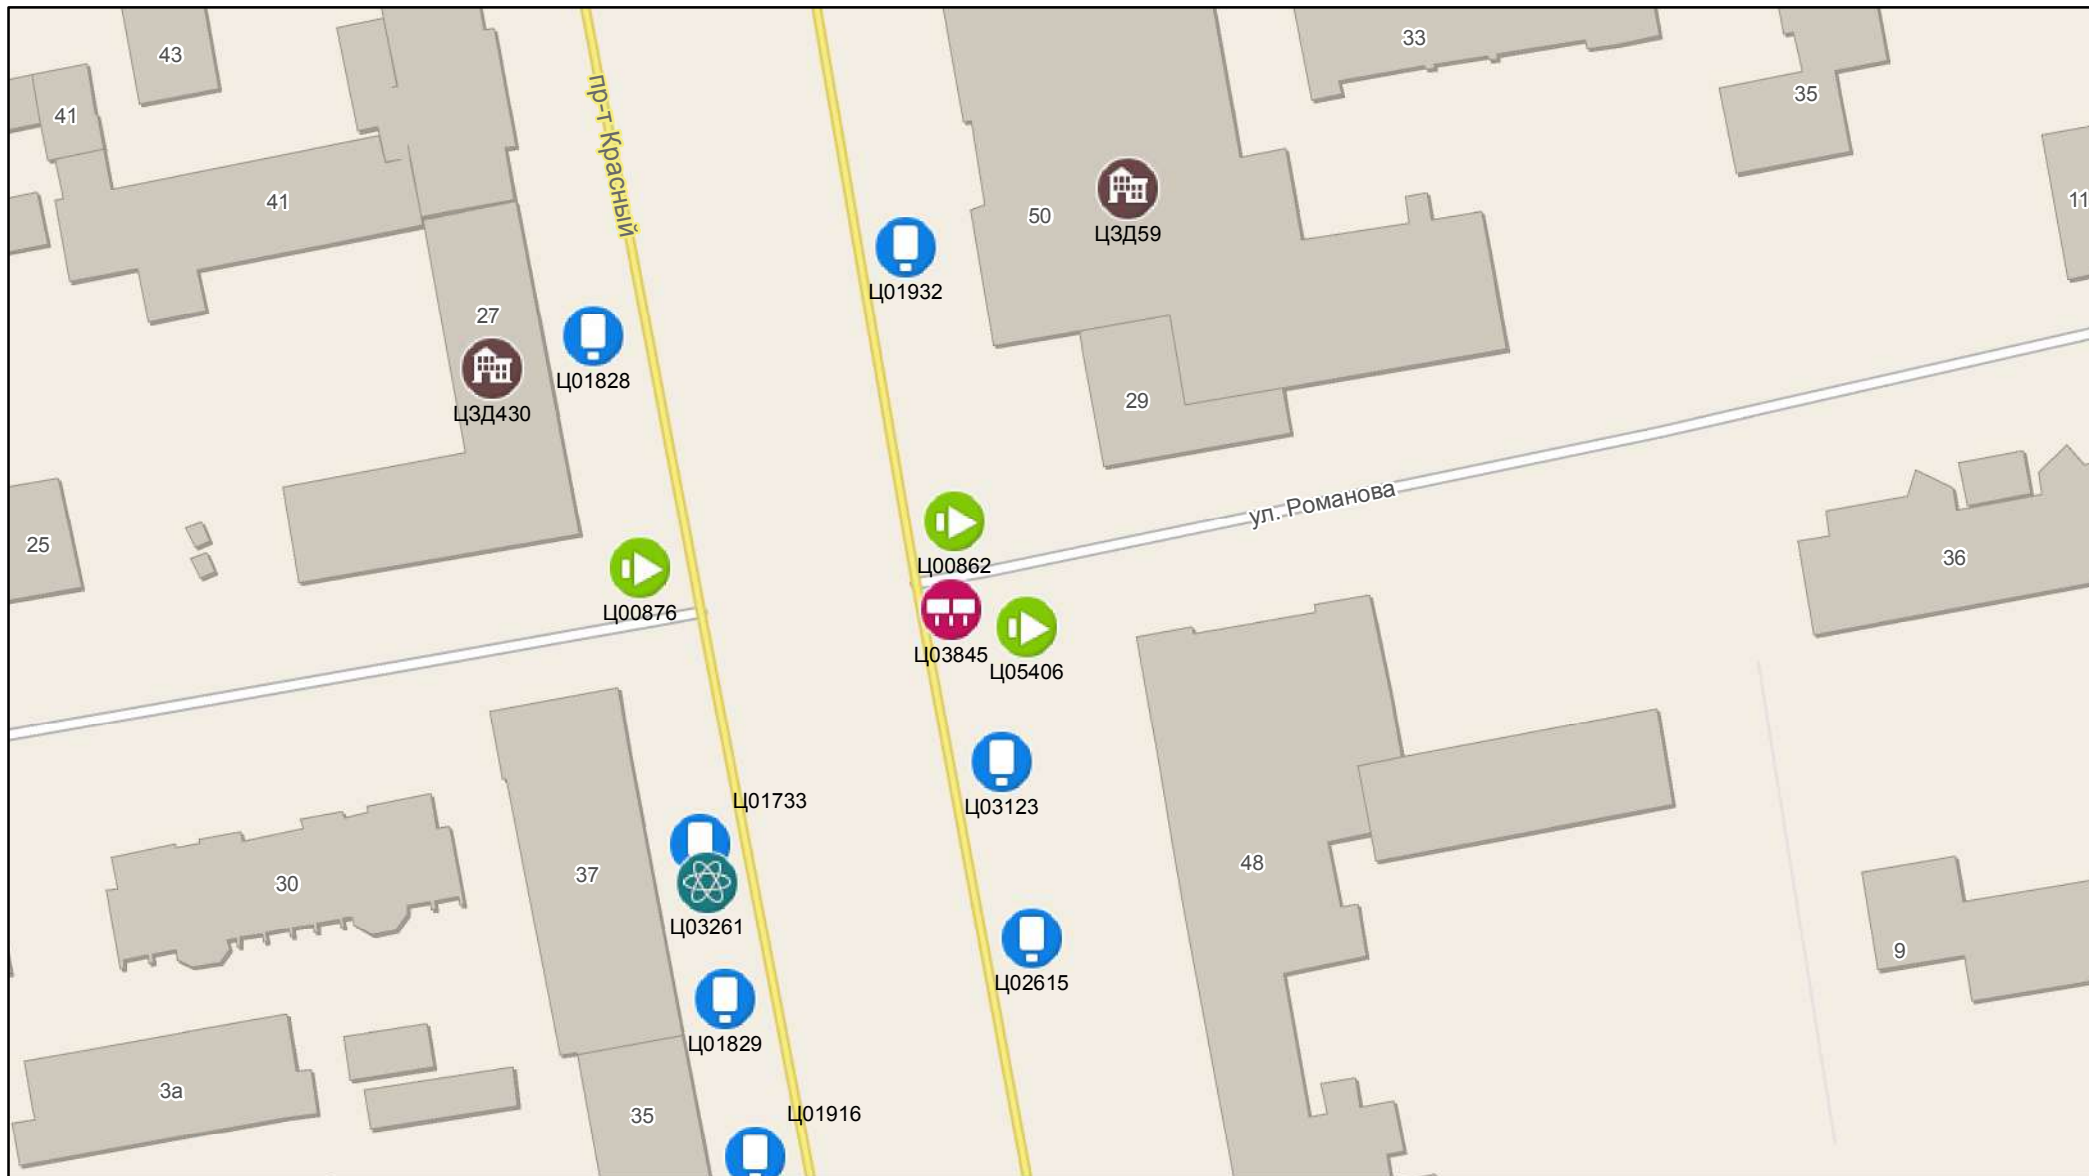 33
43
35
41
пр-т Красный
11
41
50
ЦЗД59
Ц01932
27
Ц01828
29
ЦЗД430
ул. Романова
25
36
Ц00862
Ц00876
Ц03845
Ц05406
Ц01733
Ц03123
48
37
30
Ц03261
9
Ц02615
Ц01829
3а
35
Ц01916